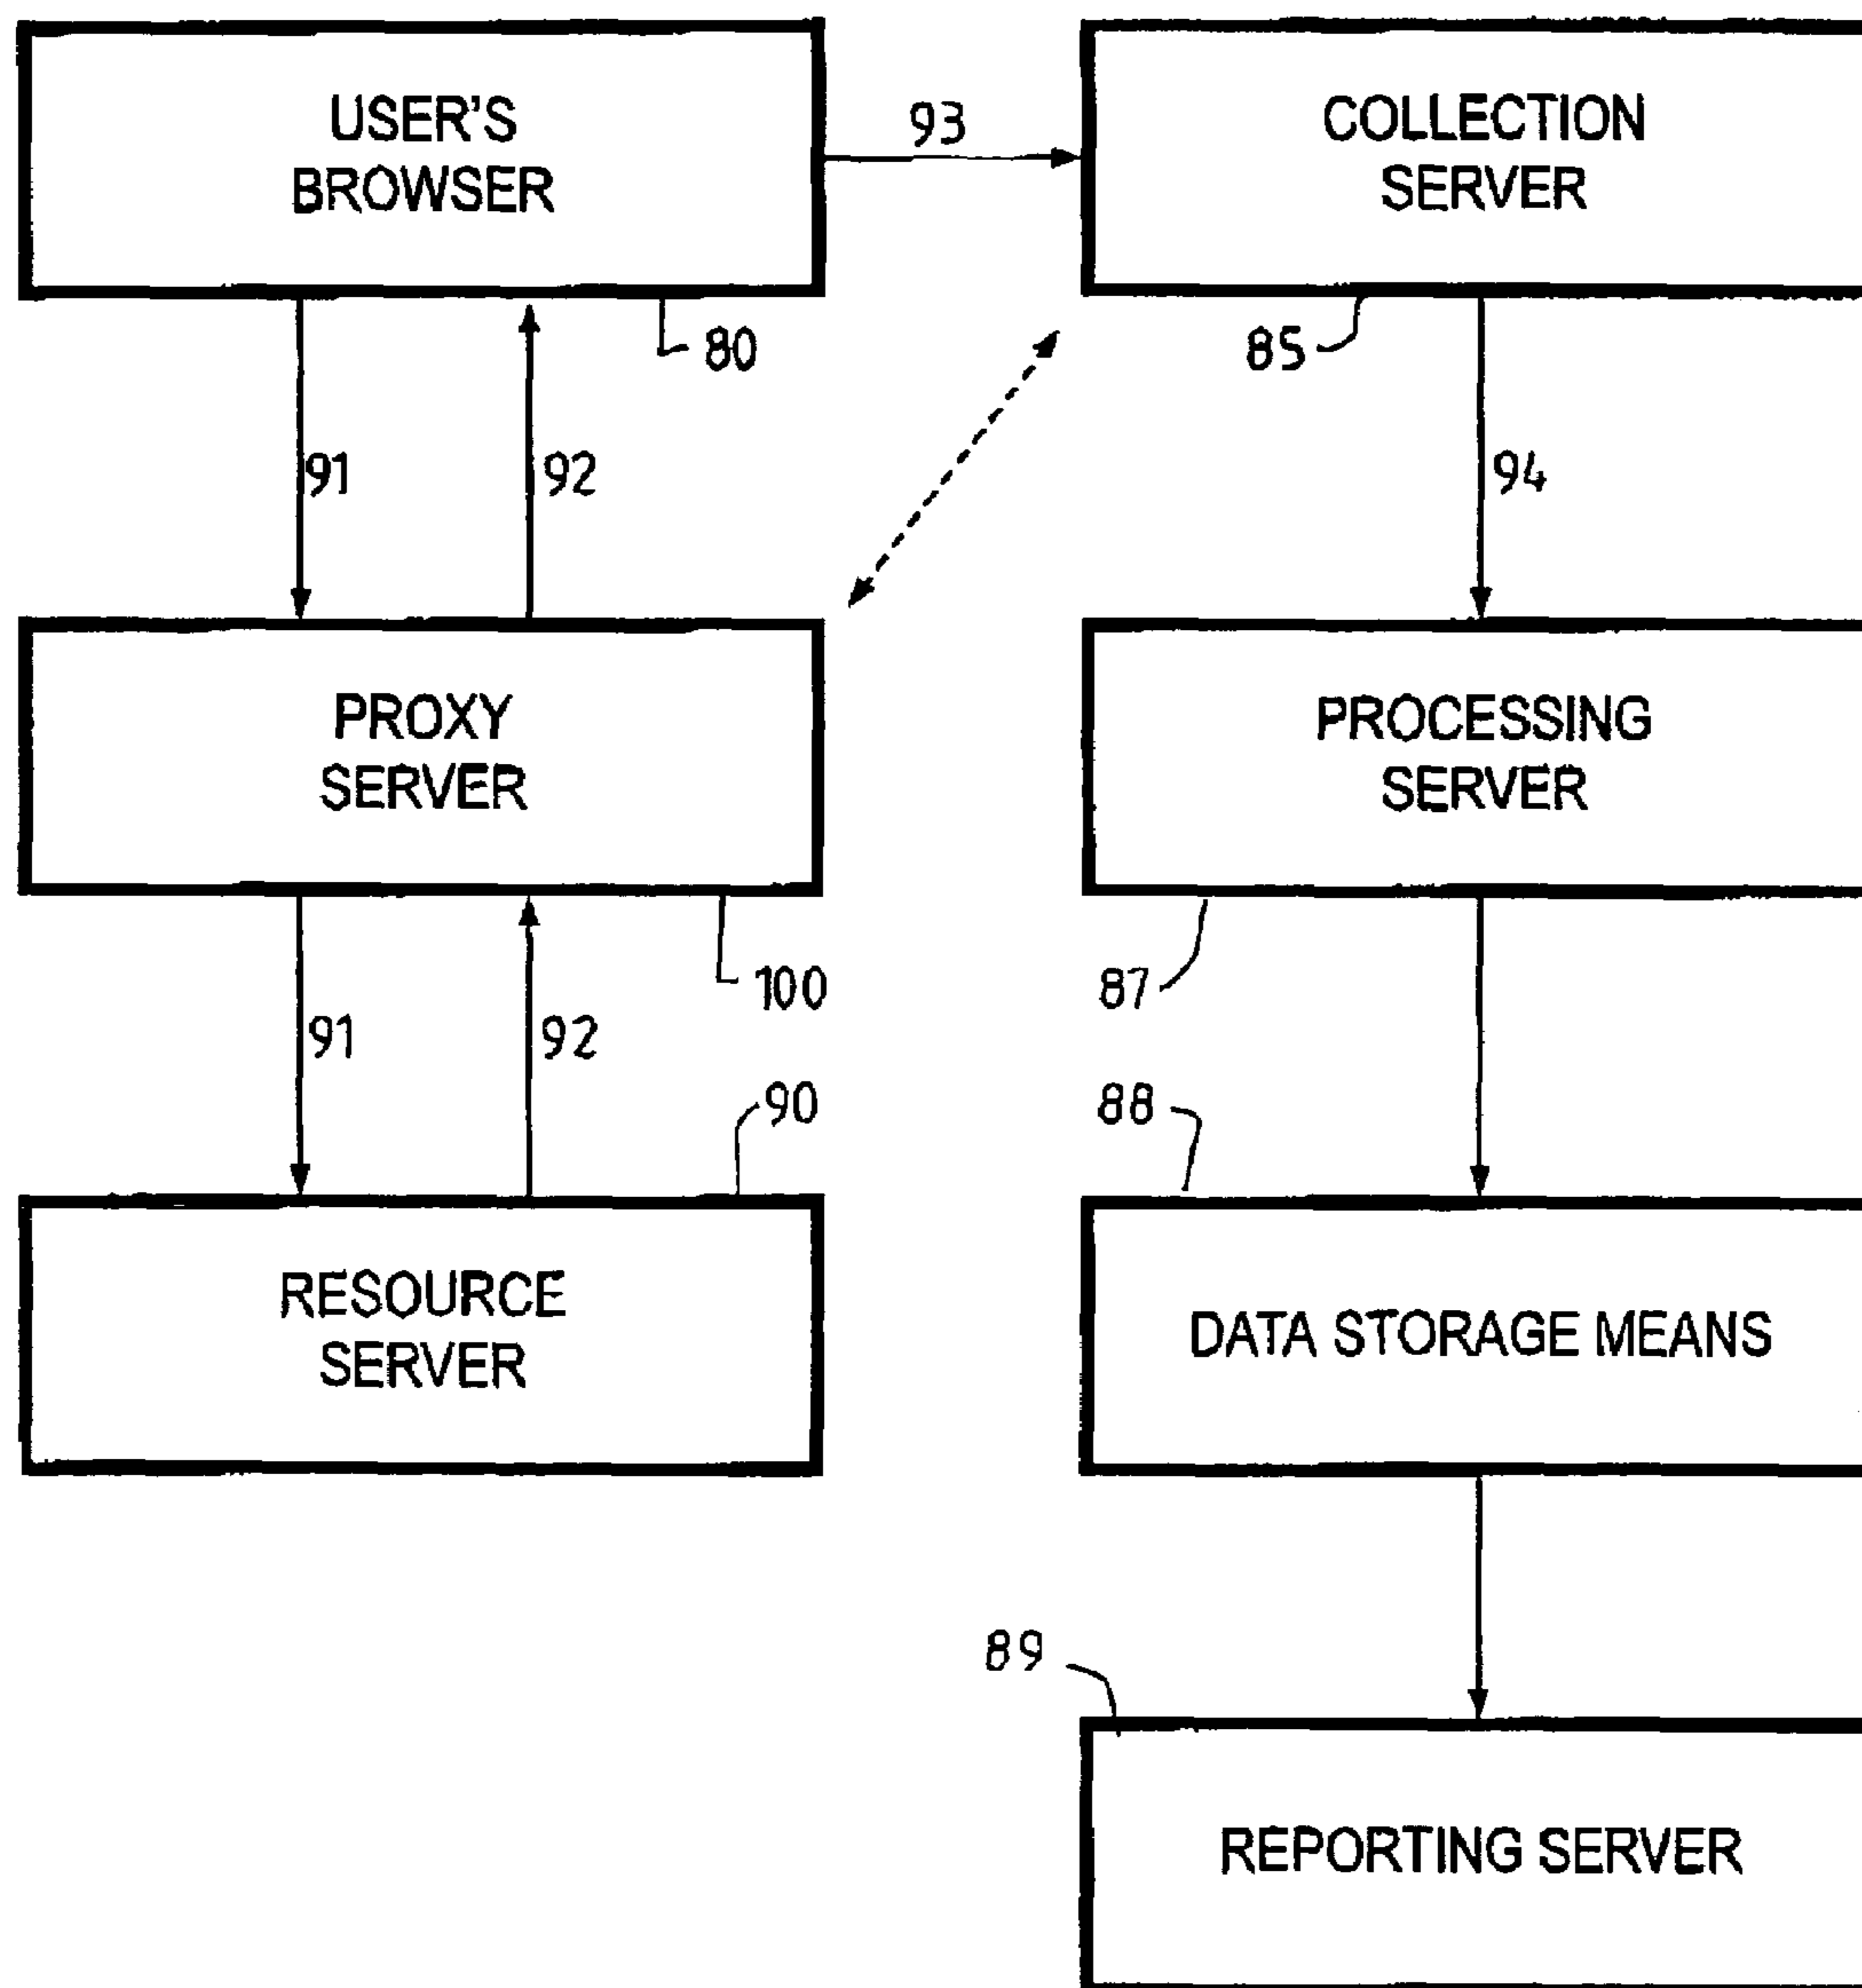 USER'S
BROWSER
93
COLLECTION
SERVER
80
85
91
92
94
PROXY
SERVER
PROCESSING
SERVER
100
87
91
92
90
88
RESOURCE
SERVER
DATA STORAGE MEANS
89
REPORTING SERVER